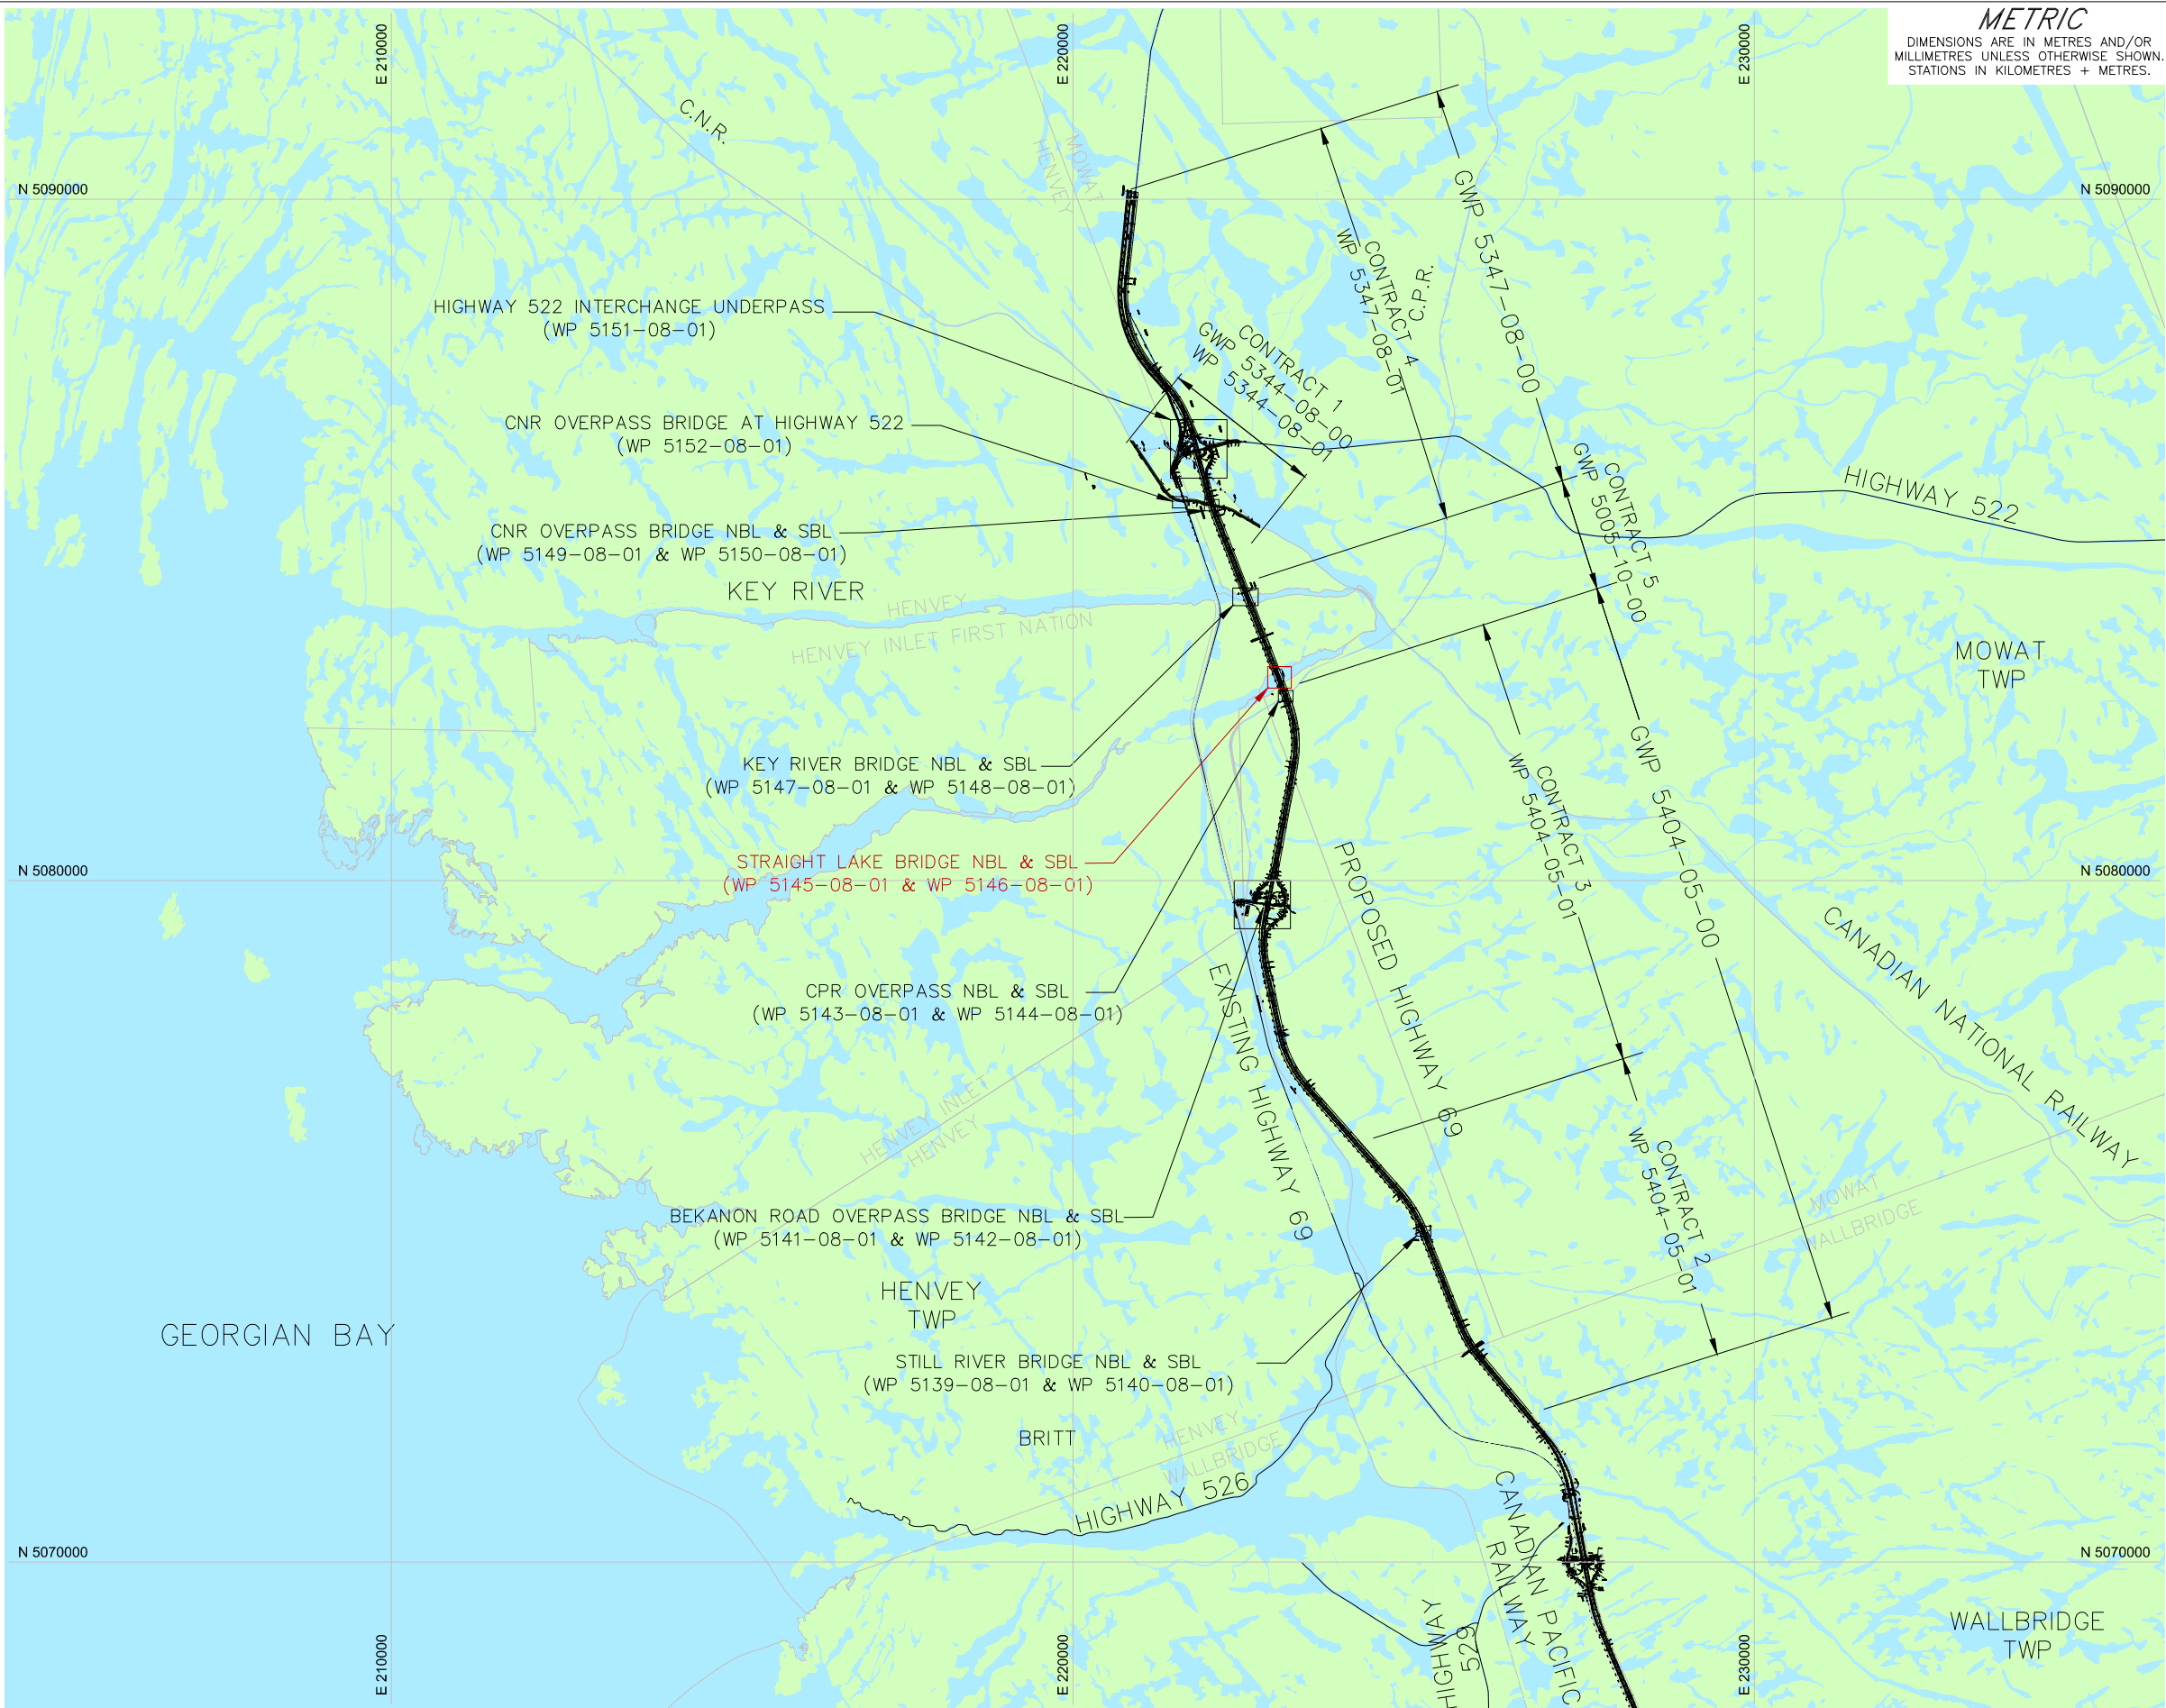 METRIC
DIMENSIONS ARE IN METRES AND/OR
MILLIMETRES UNLESS OTHERWISE SHOWN.
STATIONS IN KILOMETRES + METRES.
E 210000
E 220000
E 230000
C.N.R.
MOWAT
HENVEY
N 5090000
N 5090000
GWP 5347-08-00
CONTRACT 4
WP 5347-08-01
C.P.R.
HIGHWAY 522 INTERCHANGE UNDERPASS
(WP 5151-08-01)
CONTRACT 1
GWP 5344-08-00
WP 5344-08-01
CNR OVERPASS BRIDGE AT HIGHWAY 522
(WP 5152-08-01)
CONTRACT 5
GWP 5005-10-00
HIGHWAY 522
CNR OVERPASS BRIDGE NBL & SBL
(WP 5149-08-01 & WP 5150-08-01)
KEY RIVER
HENVEY
HENVEY INLET FIRST NATION
MOWAT
TWP
KEY RIVER BRIDGE NBL & SBL
(WP 5147-08-01 & WP 5148-08-01)
GWP 5404-05-00
CONTRACT 3
WP 5404-05-01
STRAIGHT LAKE BRIDGE NBL & SBL
(WP 5145-08-01 & WP 5146-08-01)
N 5080000
N 5080000
PROPOSED HIGHWAY 69
CANADIAN NATIONAL RAILWAY
EXISTING HIGHWAY 69
CPR OVERPASS NBL & SBL
(WP 5143-08-01 & WP 5144-08-01)
HENVEY INLET
HENVEY
CONTRACT 2
WP 5404-05-01
MOWAT
WALLBRIDGE
BEKANON ROAD OVERPASS BRIDGE NBL & SBL
(WP 5141-08-01 & WP 5142-08-01)
HENVEY
TWP
GEORGIAN BAY
STILL RIVER BRIDGE NBL & SBL
(WP 5139-08-01 & WP 5140-08-01)
BRITT
HENVEY
WALLBRIDGE
HIGHWAY 526
CANADIAN PACIFIC
RAILWAY
N 5070000
N 5070000
HIGHWAY
529
WALLBRIDGE
TWP
E 210000
E 220000
E 230000